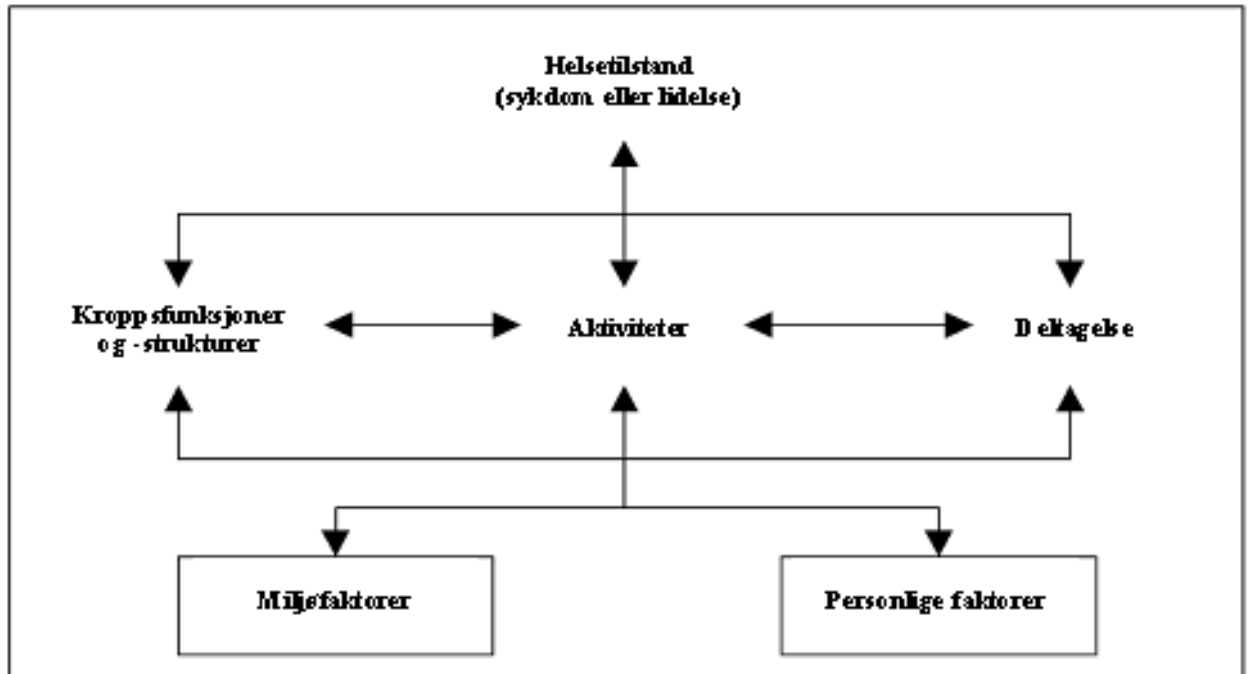 Helsetilstand
(sykdom eller lidelse)
Kroppsfunksjoner
og -strukturer
Aktiviteter
Deltagelse
Miljøfaktorer
Personlige faktorer